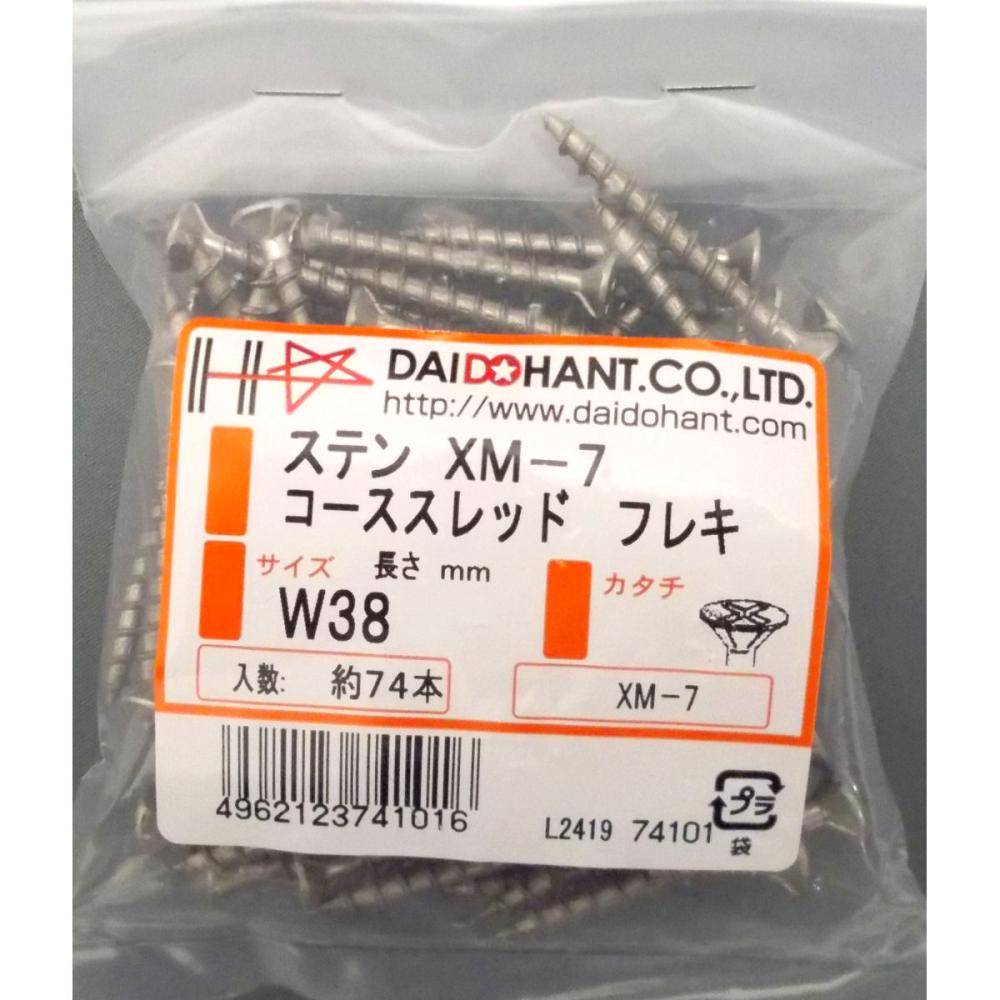 DAIDOHANT.CO.,LTD.
http://www.daidohant.com
ステン XM-7
コーススレッド フレキ
サイズ 長さ mm
W38
カタチ
入数: 約74本
XM-7
4962123741016
L2419 74101
プラ
袋